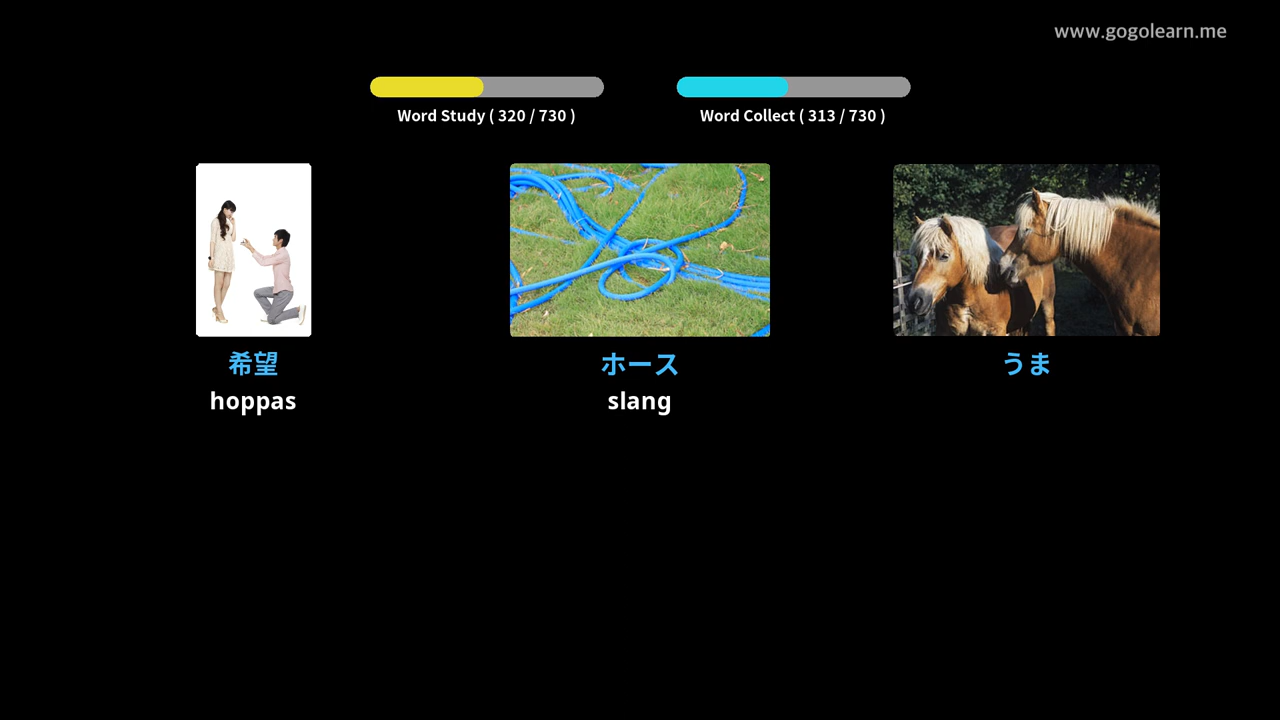 www.gogolearn.me
Word Study ( 320 / 730 )
Word Collect ( 313 / 730 )
希望
hoppas
ホース
slang
うま